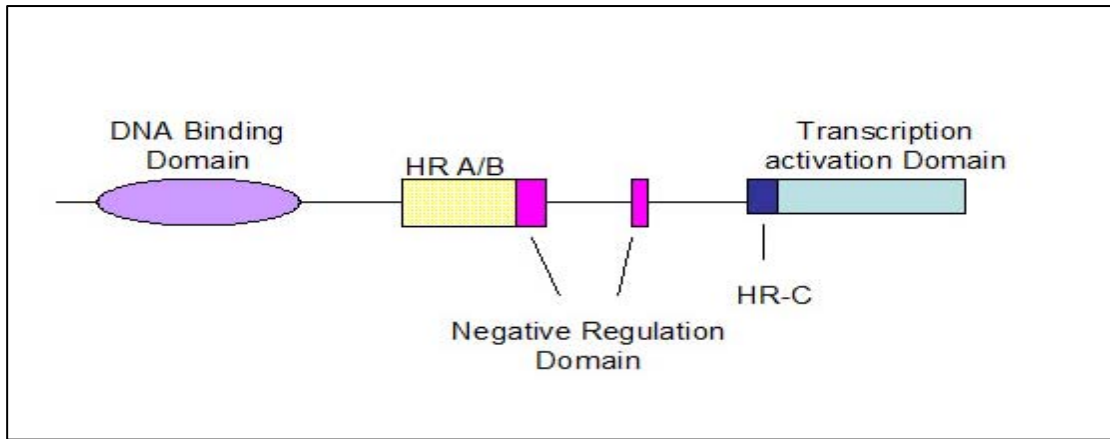 DNA Binding
Domain
HR A/B
Transcription
activation Domain
HR-C
Negative Regulation
Domain